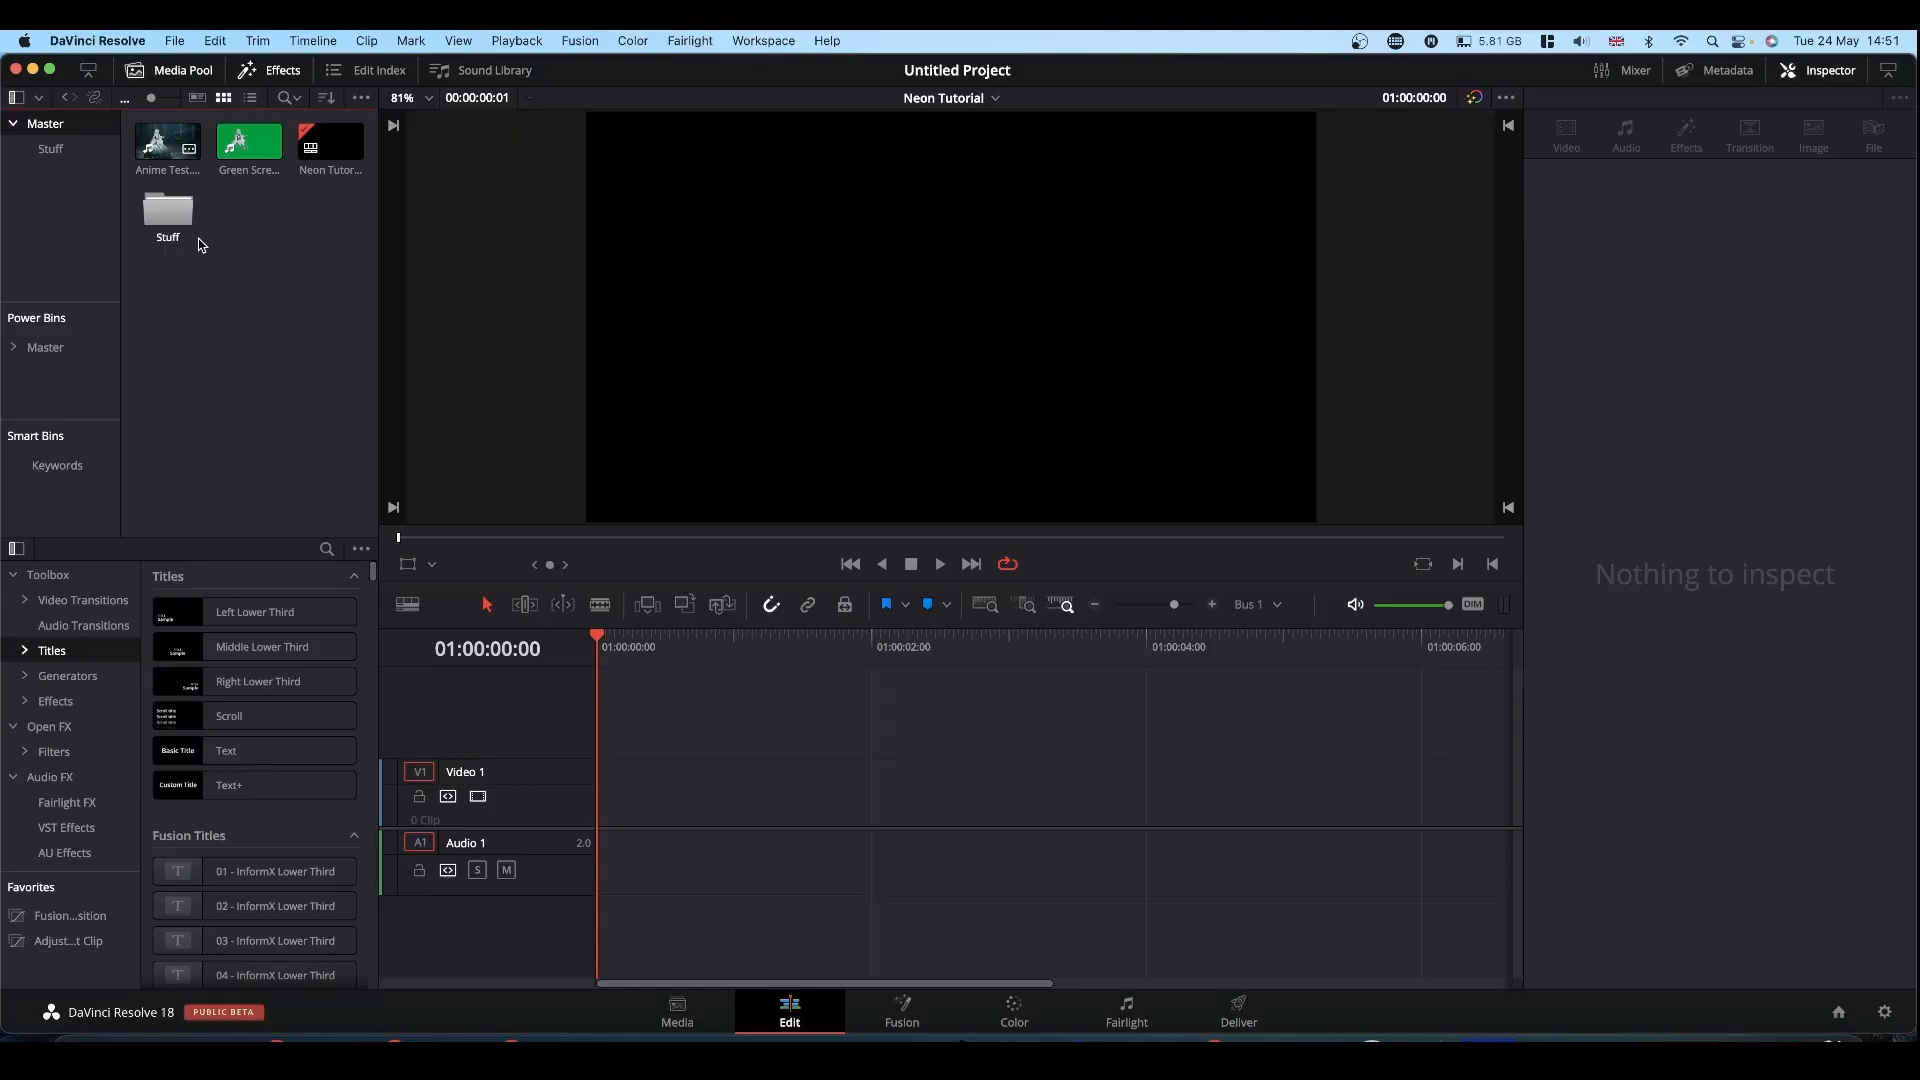 DaVinci Resolve File Edit Trim Timeline Clip Mark View Playback Fusion Color Fairlight Workspace Help 5.81 GB Tue 24 May 14:51
Media Pool Effects Edit Index Sound Library Untitled Project Mixer Metadata Inspector
... 81% 00:00:00:01 Neon Tutorial 01:00:00:00
Master
Stuff
Anime Test.... Green Scre... Neon Tutor...
Stuff
Video Audio Effects Transition Image File
Nothing to inspect
Power Bins
Master
Smart Bins
Keywords
Toolbox
Video Transitions
Audio Transitions
Titles
Generators
Effects
Open FX
Filters
Audio FX
Fairlight FX
VST Effects
AU Effects
Favorites
Fusion...sition
Adjust...t Clip
Titles
Left Lower Third
Middle Lower Third
Right Lower Third
Scroll
Basic Title Text
Custom Title Text+
Fusion Titles
T 01 - InformX Lower Third
T 02 - InformX Lower Third
T 03 - InformX Lower Third
T 04 - InformX Lower Third
Bus 1 DIM
01:00:00:00 01:00:00:00 01:00:02:00 01:00:04:00 01:00:06:00
V1 Video 1
0 Clip
A1 Audio 1 2.0
S M
DaVinci Resolve 18 PUBLIC BETA
Media Edit Fusion Color Fairlight Deliver